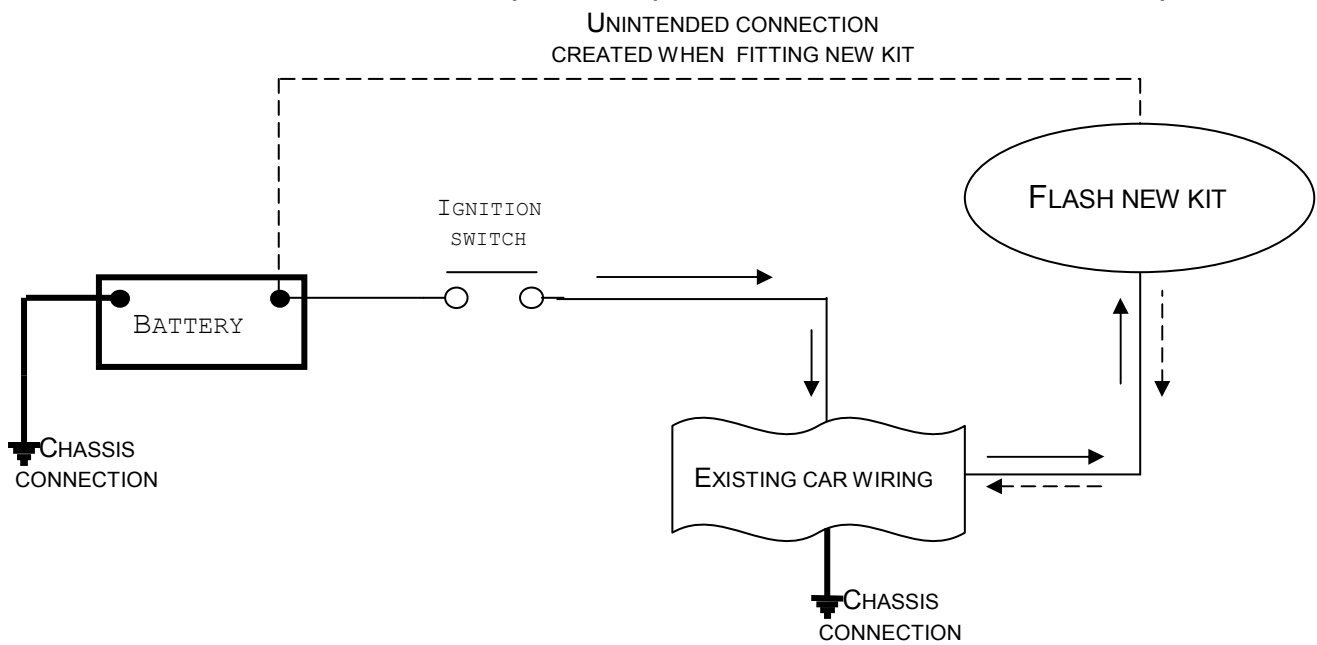 UNINTENDED CONNECTION
CREATED WHEN FITTING NEW KIT
FLASH NEW KIT
IGNITION
SWITCH
BATTERY
CHASSIS
CONNECTION
EXISTING CAR WIRING
CHASSIS
CONNECTION